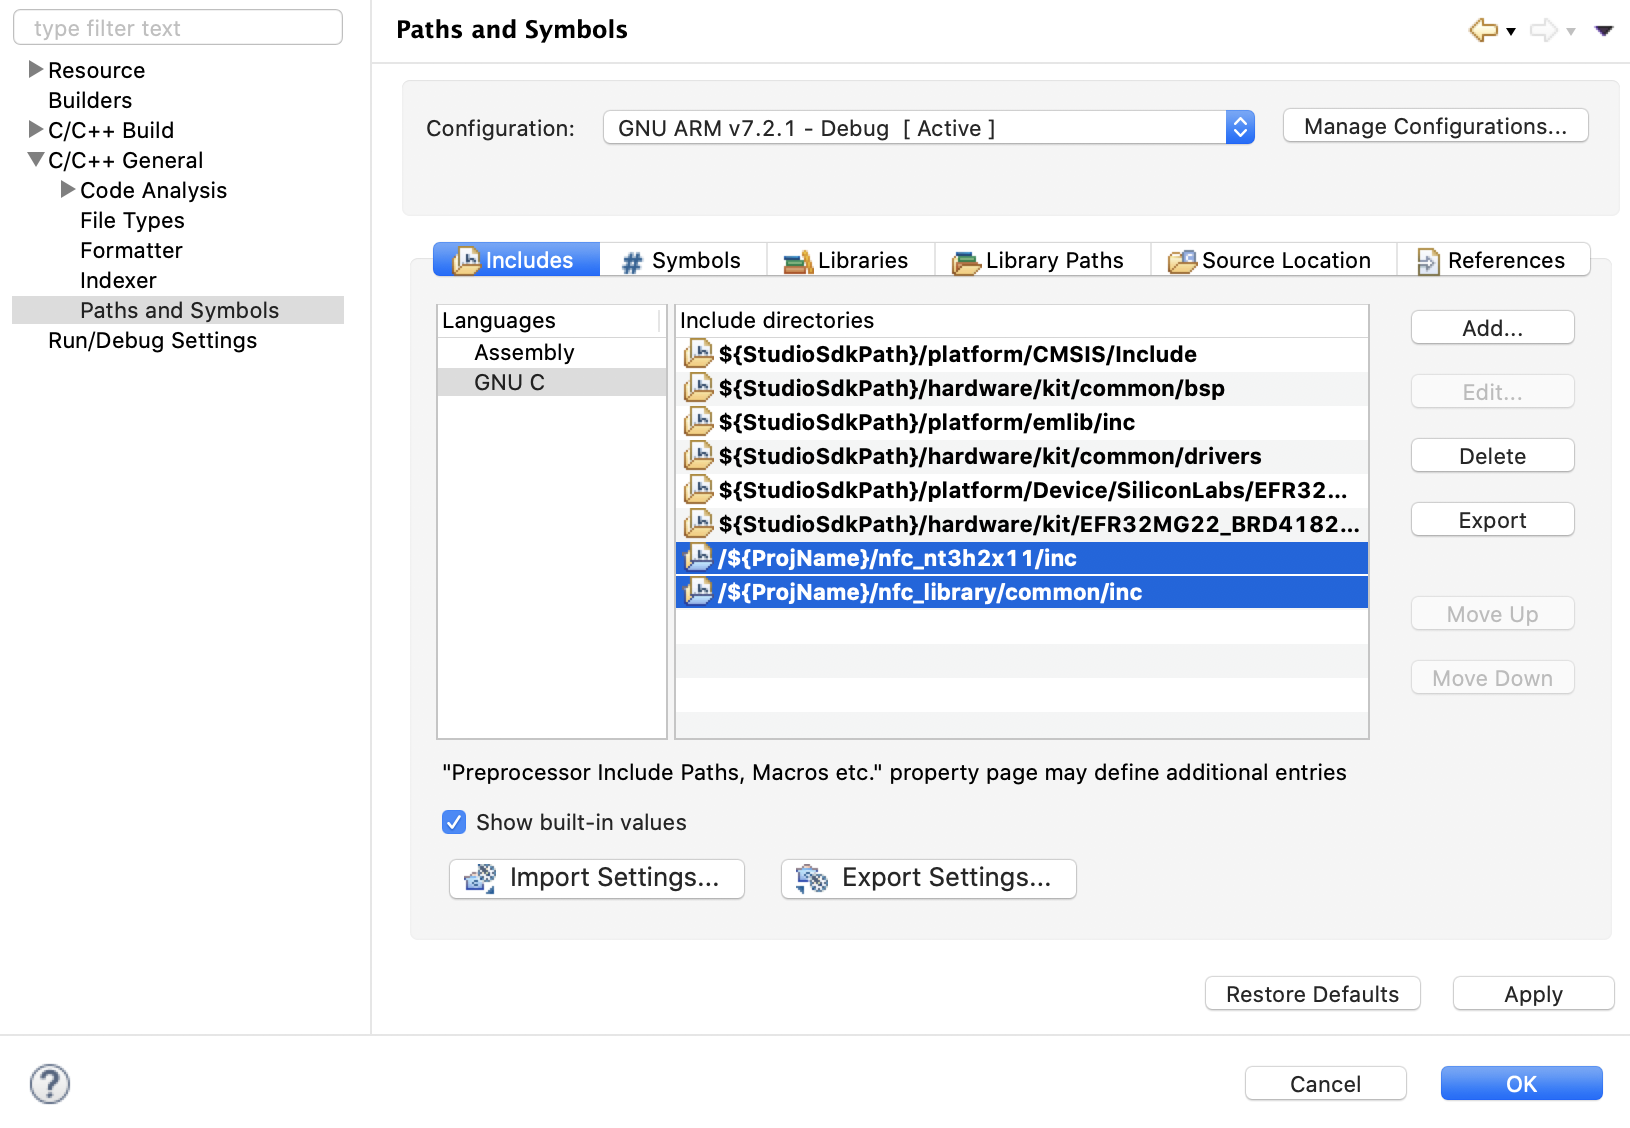 type filter text
Resource
Builders
C/C++ Build
C/C++ General
Code Analysis
File Types
Formatter
Indexer
Paths and Symbols
Run/Debug Settings
Paths and Symbols
Configuration:
GNU ARM v7.2.1 - Debug  [ Active ]
Manage Configurations...
Includes
Symbols
Libraries
Library Paths
Source Location
References
Languages
Assembly
GNU C
Include directories
${StudioSdkPath}/platform/CMSIS/Include
${StudioSdkPath}/hardware/kit/common/bsp
${StudioSdkPath}/platform/emlib/inc
${StudioSdkPath}/hardware/kit/common/drivers
${StudioSdkPath}/platform/Device/SiliconLabs/EFR32...
${StudioSdkPath}/hardware/kit/EFR32MG22_BRD4182...
/${ProjName}/nfc_nt3h2x11/inc
/${ProjName}/nfc_library/common/inc
Add...
Edit...
Delete
Export
Move Up
Move Down
"Preprocessor Include Paths, Macros etc." property page may define additional entries
Show built-in values
Import Settings...
Export Settings...
Restore Defaults
Apply
?
Cancel
OK